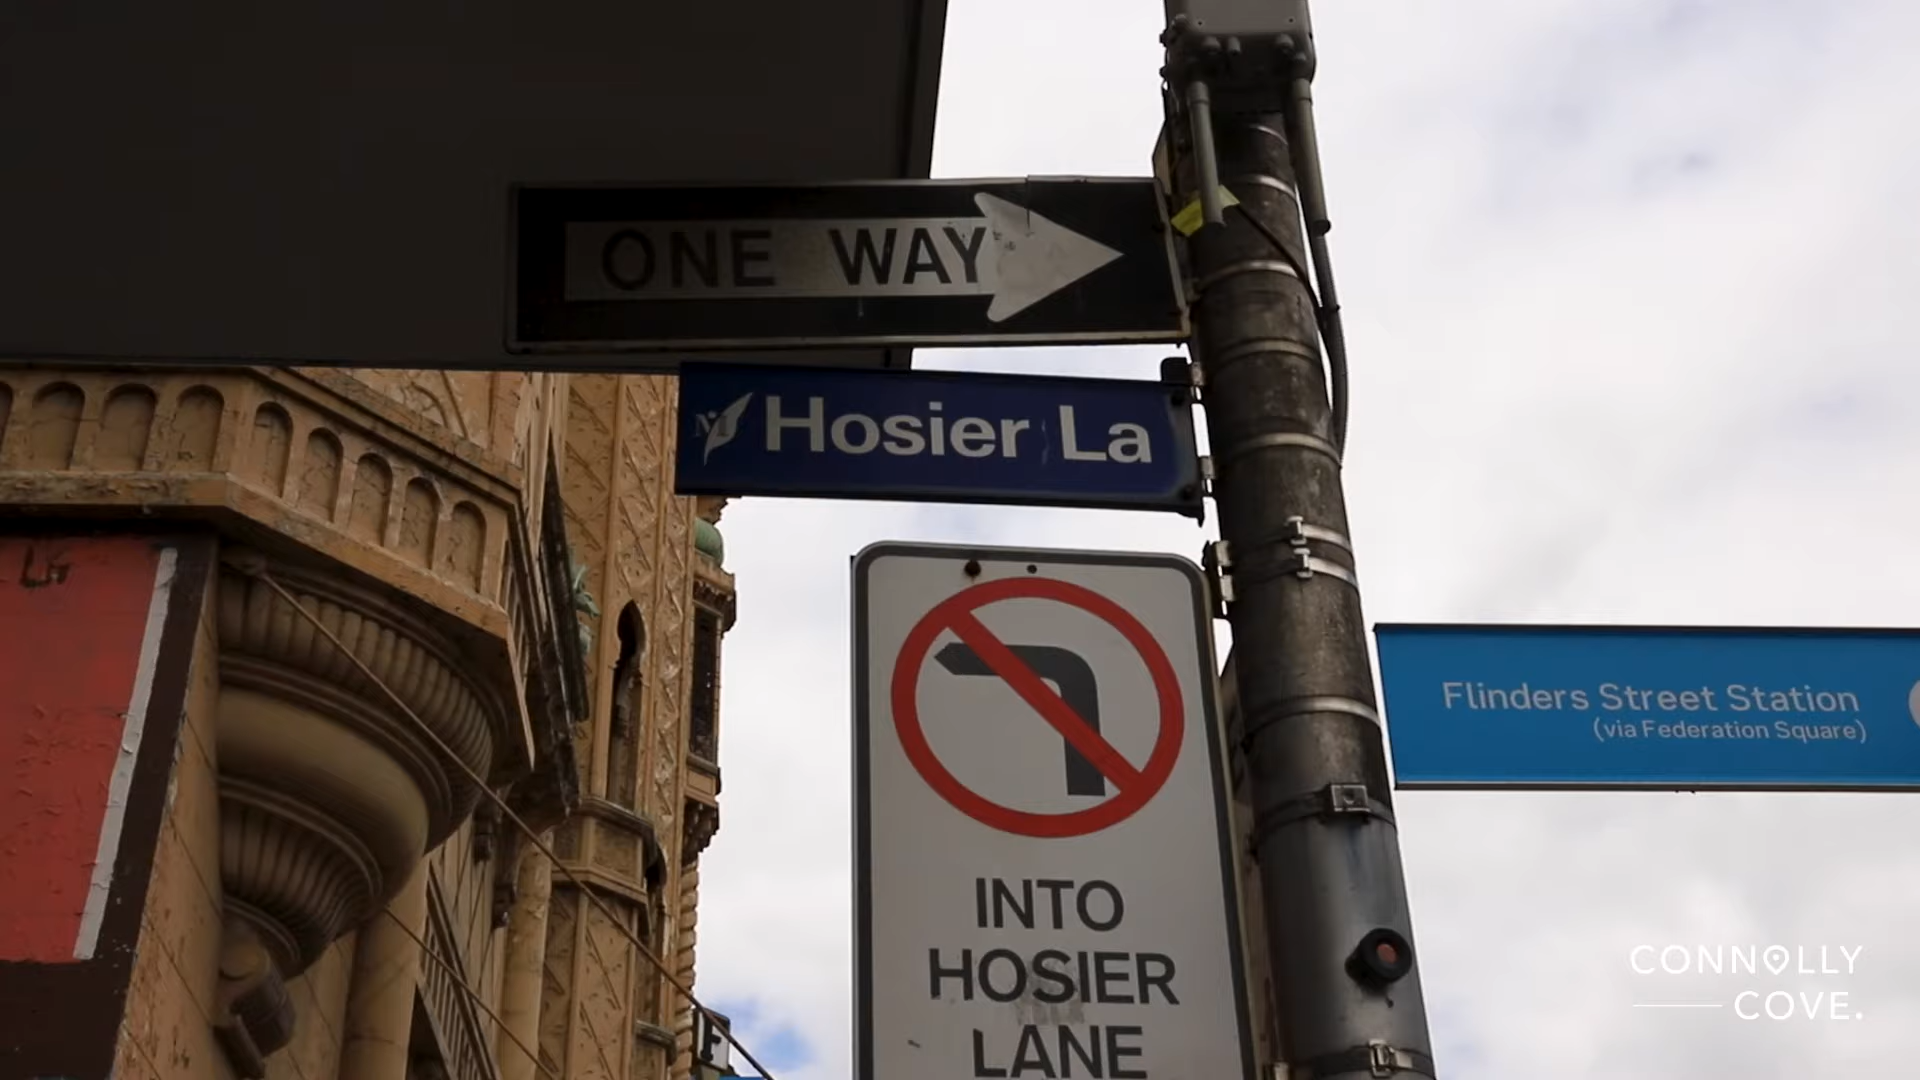 ONE WAY
Hosier La
Flinders Street Station
(via Federation Square)
INTO
HOSIER
LANE
CONNOLLY
COVE.